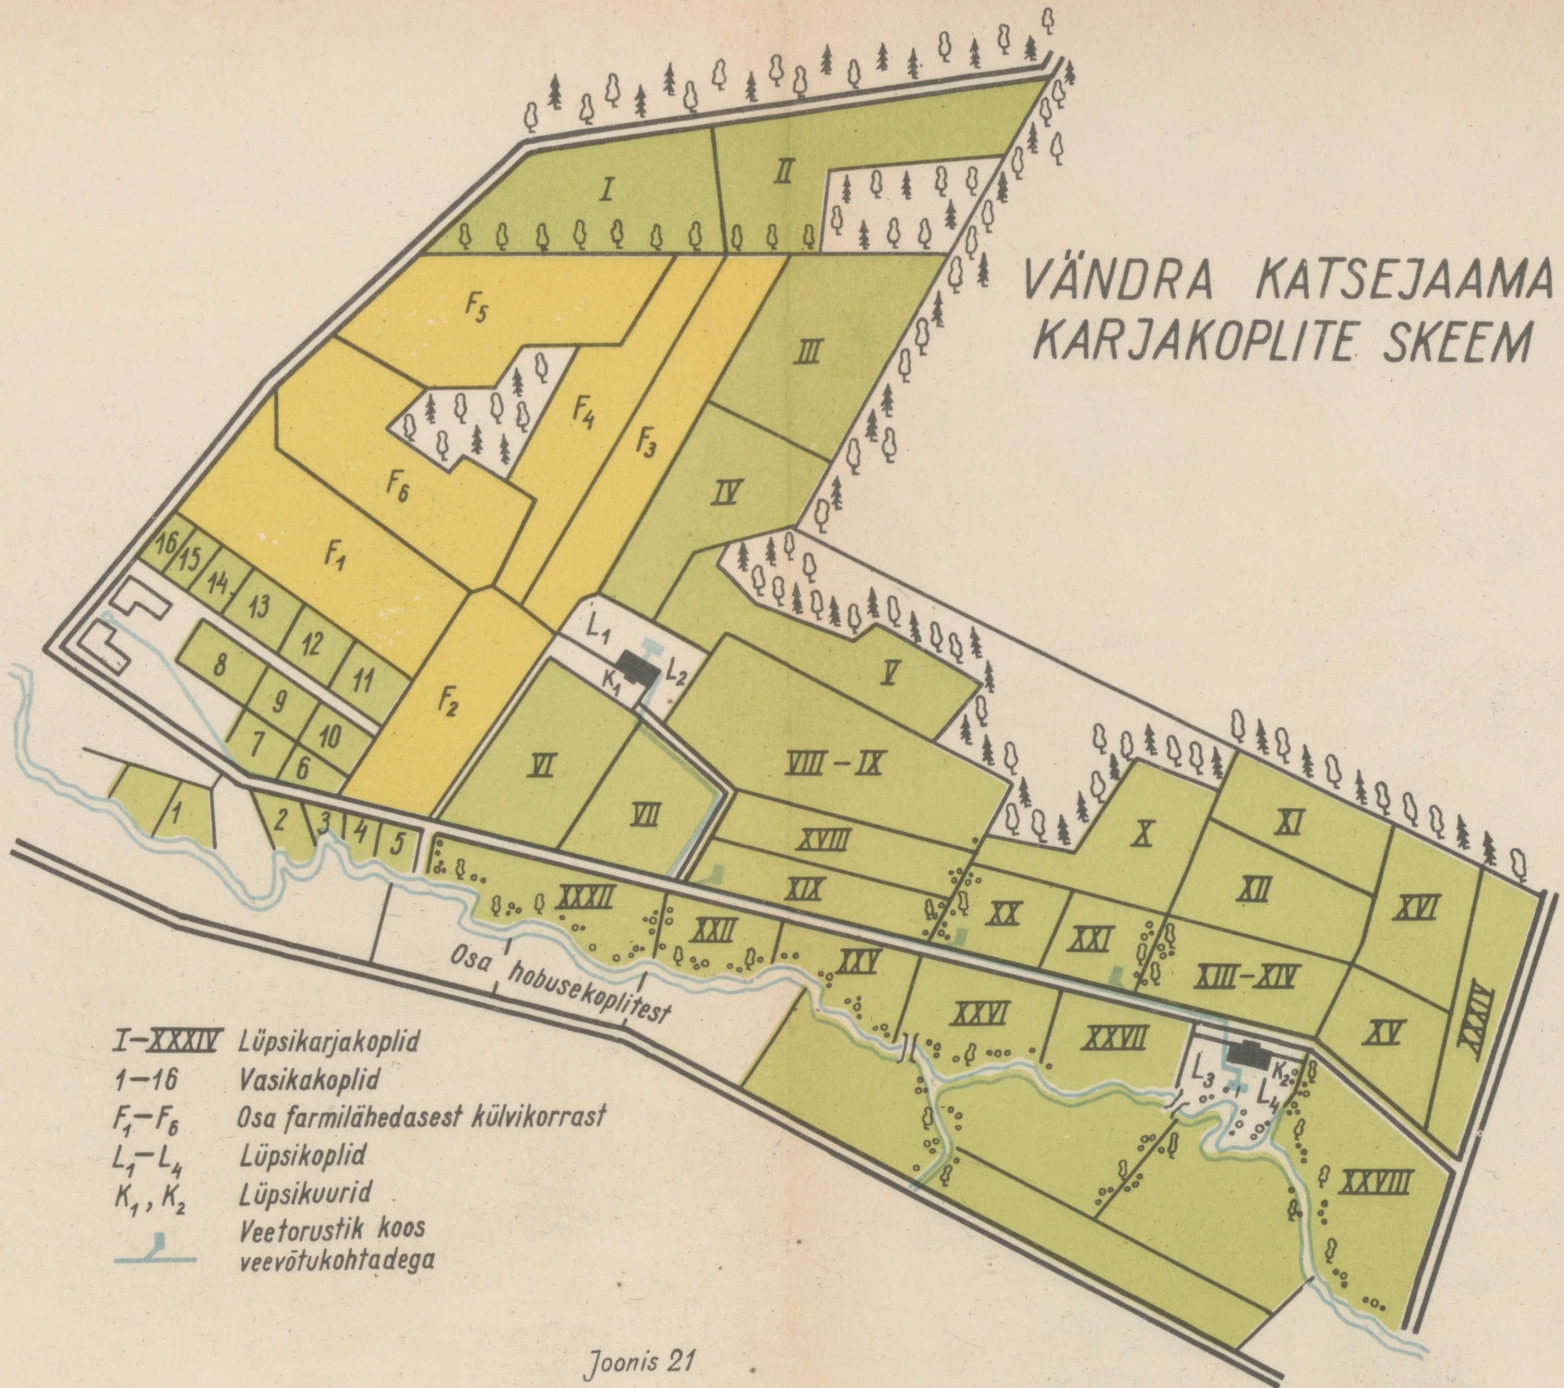 I
II
VÄNDRA KATSEJAAMA
KARJAKOPLITE SKEEM
F5
III
F4
F3
IV
F6
F1
16
15
14
13
12
11
L1
K1
L2
8
9
10
7
6
F2
V
VI
VII
VIII-IX
X
XI
XII
XVI
1
2
3
4
5
XVIII
XIX
XX
XXI
XIII-XIV
XV
XXXII
XXII
XXV
XXVI
XXVII
Osa hobusekoplitest
L3
K2
L4
XXVIII
I-XXXIV Lüpsikarjakoplid
1-16 Vasikakoplid
F1-F6 Osa farmilähedasest külvikorrast
L1-L4 Lüpsikoplid
K1, K2 Lüpsikuurid
Veetorustik koos
veevõtukohtadega
Joonis 21